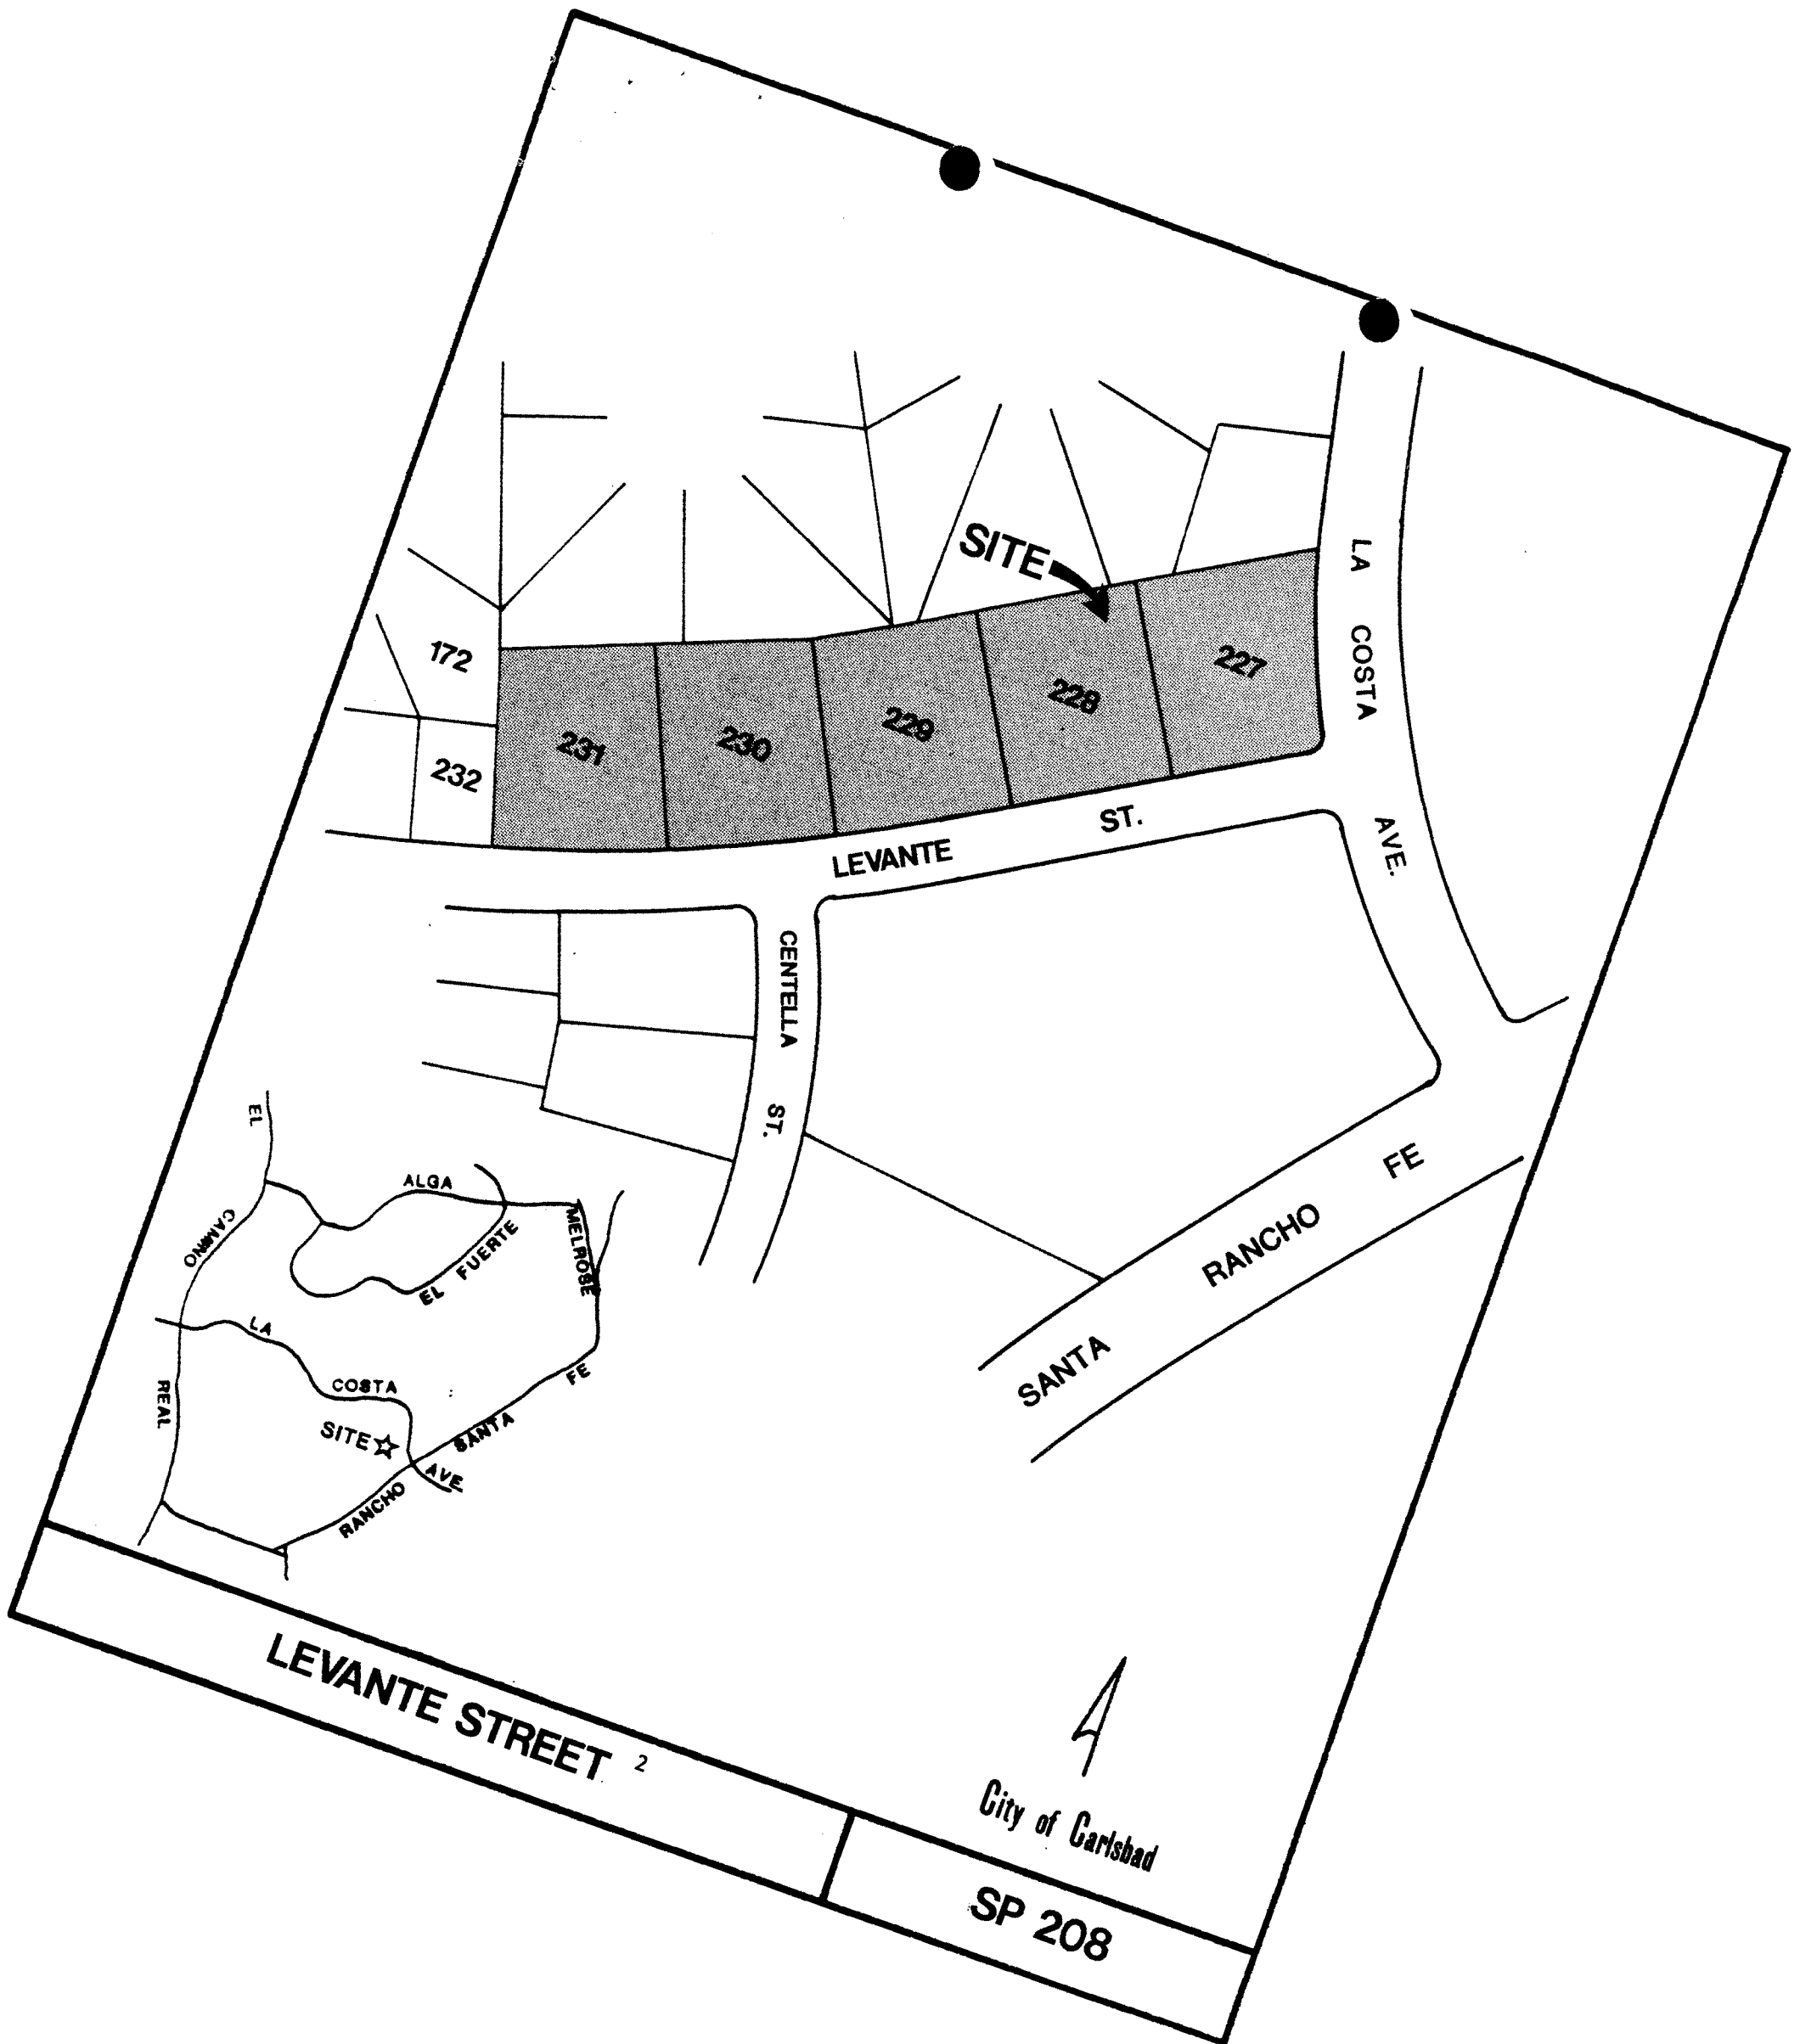 SITE
LA COSTA AVE.
172
231
230
229
228
227
232
LEVANTE ST.
CENTELLA ST.
SANTA RANCHO FE
EL CAMINO REAL
ALGA
EL FUERTE
MELROSE
LA COSTA AVE
SITE
RANCHO SANTA FE
LEVANTE STREET 2
City of Carlsbad
SP 208